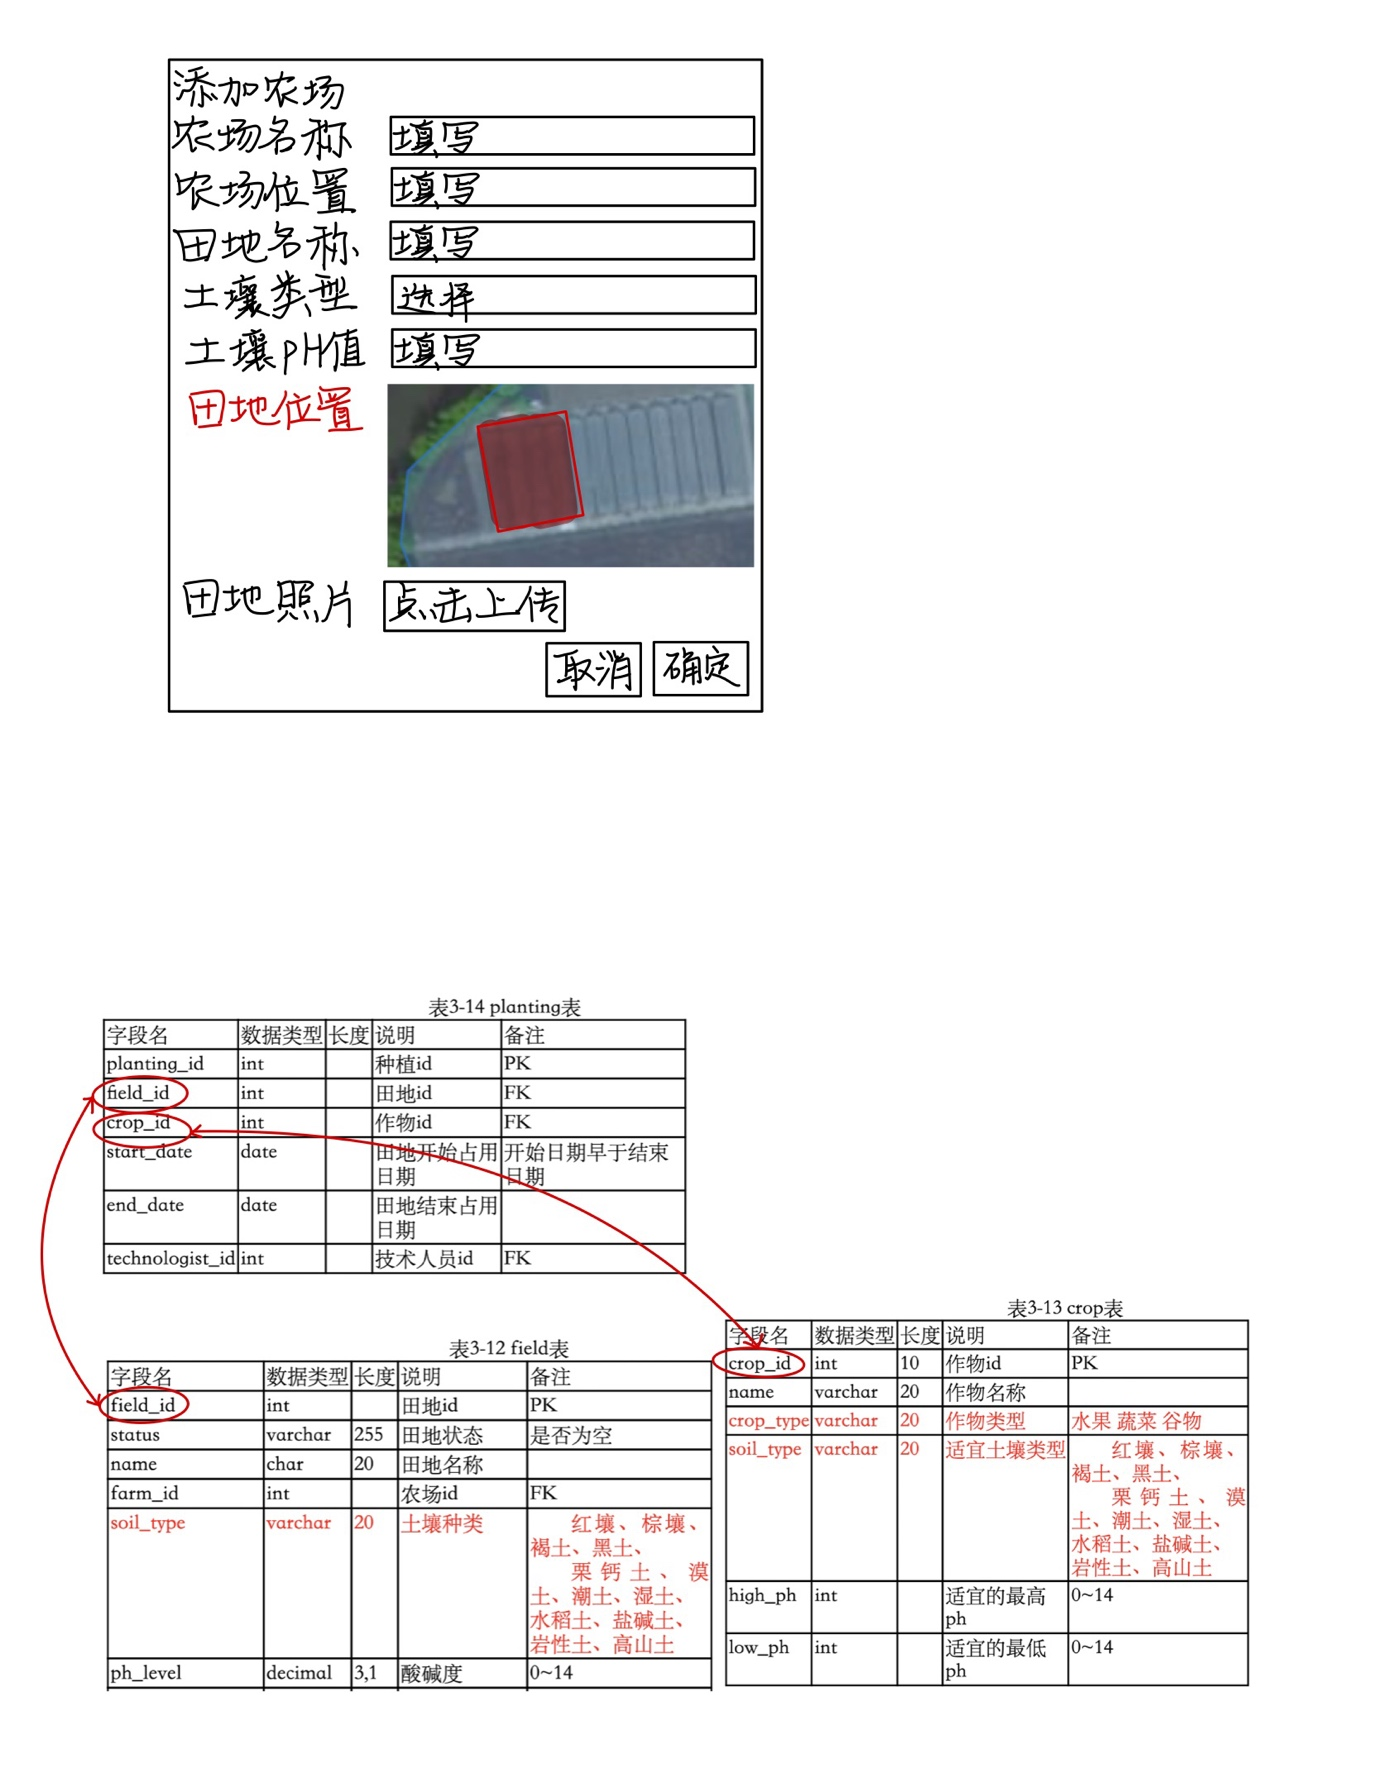 添加农场
农场名称 填写
农场位置 填写
田地名称 填写
土壤类型 选择
土壤pH值 填写
田地位置
田地照片 点击上传
取消 确定
表3-14 planting表
字段名 数据类型 长度 说明 备注
planting_id int 种植id PK
field_id int 田地id FK
crop_id int 作物id FK
start_date date 田地开始占用 开始日期早于结束
日期 日期
end_date date 田地结束占用
日期
technologist_id int 技术人员id FK
表3-12 field表
字段名 数据类型 长度 说明 备注
field_id int 田地id PK
status varchar 255 田地状态 是否为空
name char 20 田地名称
farm_id int 农场id FK
soil_type varchar 20 土壤种类 红壤、棕壤、
褐土、黑土、
栗钙土、漠
土、潮土、湿土、
水稻土、盐碱土、
岩性土、高山土
ph_level decimal 3,1 酸碱度 0~14
表3-13 crop表
字段名 数据类型 长度 说明 备注
crop_id int 10 作物id PK
name varchar 20 作物名称
crop_type varchar 20 作物类型 水果 蔬菜 谷物
soil_type varchar 20 适宜土壤类型 红壤、棕壤、
褐土、黑土、
栗钙土、漠
土、潮土、湿土、
水稻土、盐碱土、
岩性土、高山土
high_ph int 适宜的最高 0~14
ph
low_ph int 适宜的最低 0~14
ph